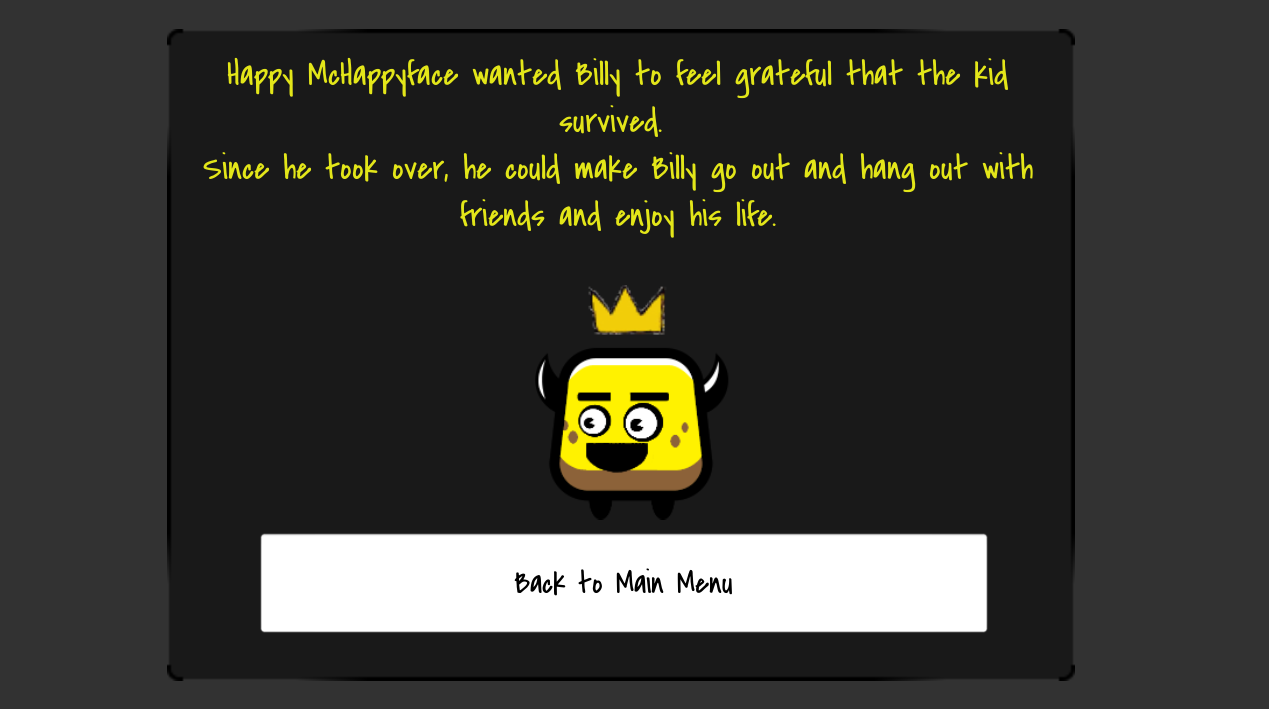 Happy McHappyface wanted Billy to feel grateful that the kid
survived.
Since he took over, he could make Billy go out and hang out with
friends and enjoy his life.
Back to Main Menu